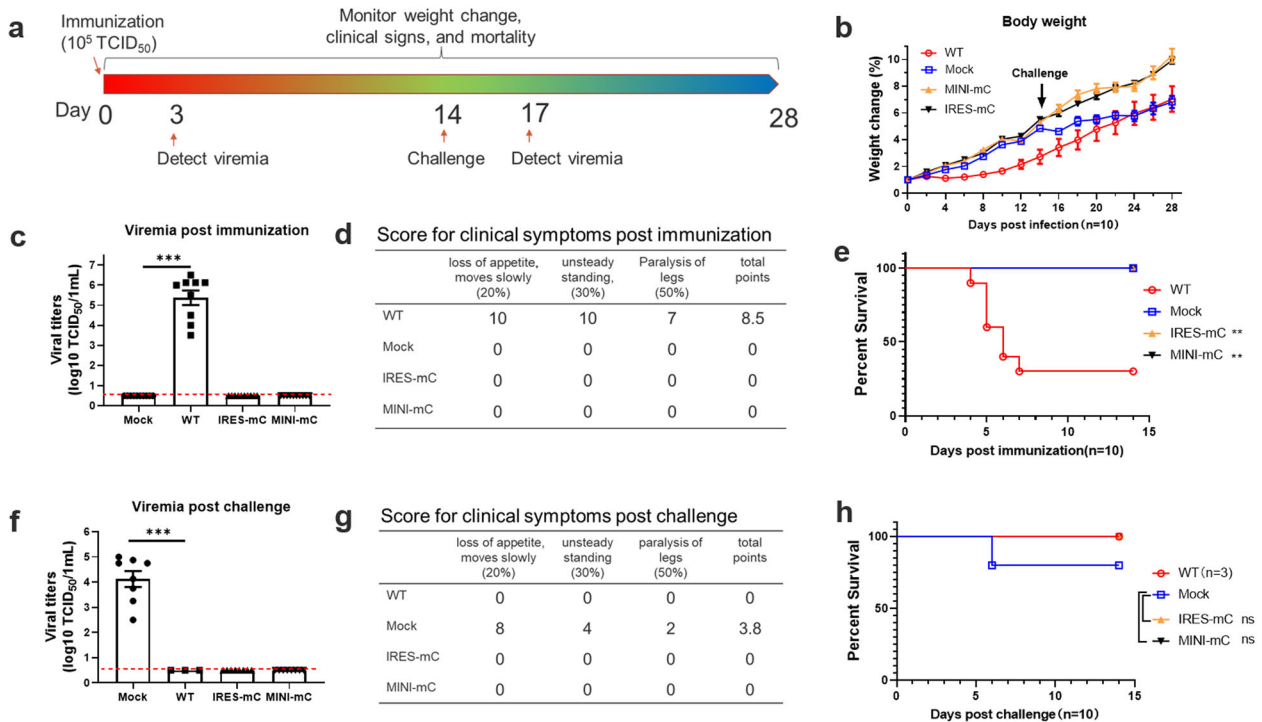 a
Immunization
(10⁵ TCID₅₀)
Monitor weight change,
clinical signs, and mortality
Day 0 3 14 17 28
Detect viremia Challenge Detect viremia
b
Body weight
WT
Mock
MINI-mC
IRES-mC
Challenge
Weight change (%)
0 2 4 6 8 10
0 4 8 12 16 20 24 28
Days post infection (n=10)
c
Viremia post immunization
***
Viral titers
(log10 TCID₅₀/1mL)
0 1 2 3 4 5 6
Mock WT IRES-mC MINI-mC
d
Score for clinical symptoms post immunization
loss of appetite, unsteady Paralysis of total
moves slowly standing, legs points
(20%) (30%) (50%)
WT 10 10 7 8.5
Mock 0 0 0 0
IRES-mC 0 0 0 0
MINI-mC 0 0 0 0
e
Percent Survival
100
50
0
0 5 10 15
Days post immunization(n=10)
WT
Mock
IRES-mC **
MINI-mC **
f
Viremia post challenge
***
Viral titers
(log10 TCID₅₀/1mL)
0 1 2 3 4 5 6
Mock WT IRES-mC MINI-mC
g
Score for clinical symptoms post challenge
loss of appetite, unsteady paralysis of total
moves slowly standing legs points
(20%) (30%) (50%)
WT 0 0 0 0
Mock 8 4 2 3.8
IRES-mC 0 0 0 0
MINI-mC 0 0 0 0
h
Percent Survival
100
50
0
0 5 10 15
Days post challenge(n=10)
WT(n=3)
Mock
IRES-mC ns
MINI-mC ns